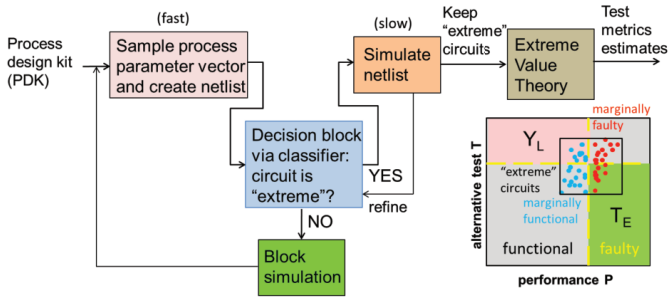 (fast)
(slow)
Process
design kit
(PDK)
Sample process
parameter vector
and create netlist
Simulate
netlist
Keep
“extreme”
circuits
Extreme
Value
Theory
Test
metrics
estimates
Decision block
via classifier:
circuit is
“extreme”?
YES
refine
NO
Block
simulation
alternative test T
marginally
faulty
Y_L
“extreme”
circuits
marginally
functional
T_E
functional
faulty
performance P